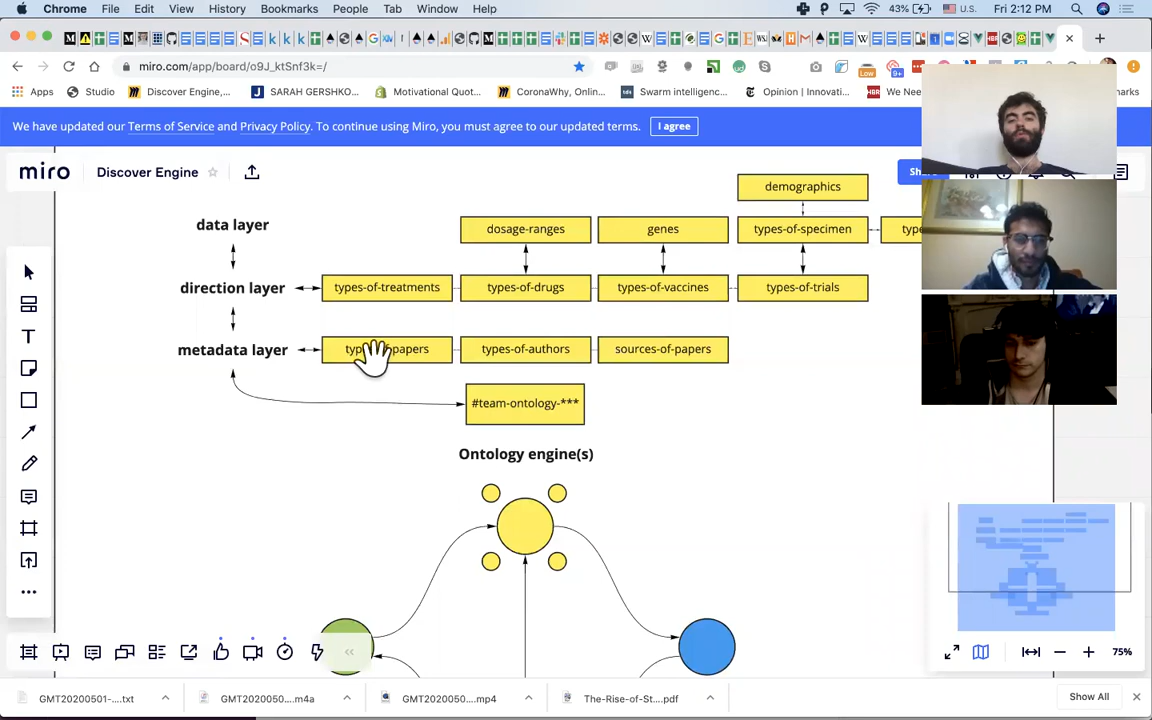 Chrome File Edit View History Bookmarks People Tab Window Help 43% U.S. Fri 2:12 PM
miro.com/app/board/o9J_ktSnf3k=/
Low 9+
Apps Studio Discover Engine,... SARAH GERSHKO... Motivational Quot... CoronaWhy, Onlin... Swarm intelligenc... Opinion | Innovati... We Nee
We have updated our Terms of Service and Privacy Policy. To continue using Miro, you must agree to our updated terms. I agree
miro Discover Engine
demographics
data layer dosage-ranges genes types-of-specimen
direction layer types-of-treatments types-of-drugs types-of-vaccines types-of-trials
metadata layer papers types-of-authors sources-of-papers
#team-ontology-***
Ontology engine(s)
75%
GMT20200501-....txt GMT2020050....m4a GMT2020050....mp4 The-Rise-of-St....pdf Show All